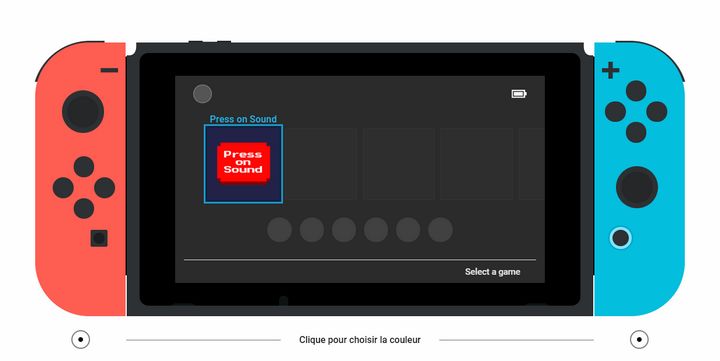 Press on Sound
Press
on
Sound
Select a game
Clique pour choisir la couleur